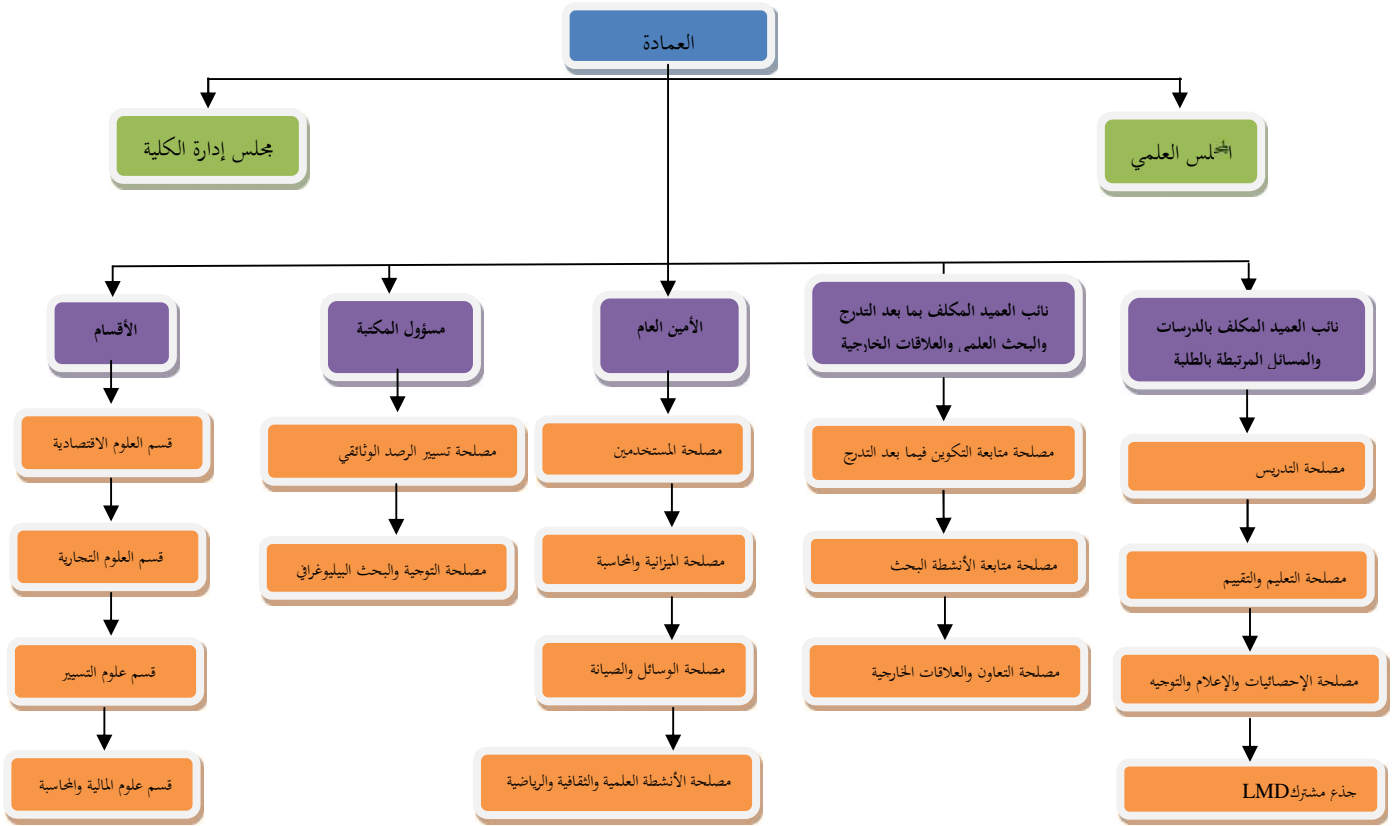 العمادة
العلمي
مجلس إدارة الكلية
نائب العميد المكلف بالدرسات
والمسائل المرتبطة بالطلبة
مصلحة التدريس
مصلحة التعليم والتقييم
مصلحة الإحصائيات والإعلام والتوجيه
جذع مشترك LMD
نائب العميد المكلف بما بعد التدرج
والبحث العلمي والعلاقات الخارجية
مصلحة متابعة التكوين فيما بعد التدرج
مصلحة متابعة الأنشطة البحث
مصلحة التعاون والعلاقات الخارجية
الأمين العام
مصلحة المستخدمين
مصلحة الميزانية والمحاسبة
مصلحة الوسائل والصيانة
مصلحة الأنشطة العلمية والثقافية والرياضية
مسؤول المكتبة
مصلحة تسيير الرصد الوثائقي
مصلحة التوجية والبحث البيليوغرافي
الأقسام
قسم العلوم الاقتصادية
قسم العلوم التجارية
قسم علوم التسيير
قسم علوم المالية والمحاسبة